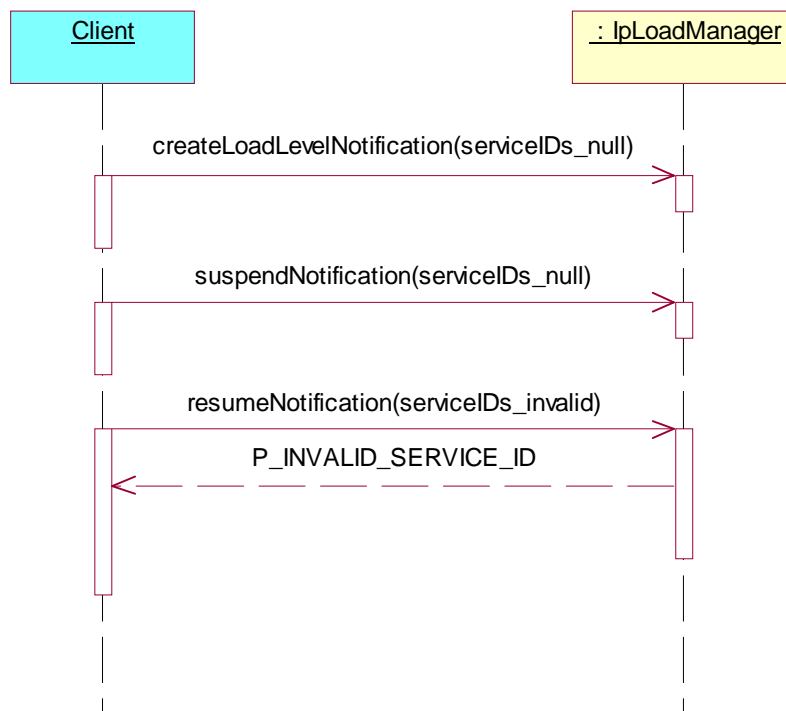 Client
: IpLoadManager
createLoadLevelNotification(serviceIDs_null)
suspendNotification(serviceIDs_null)
resumeNotification(serviceIDs_invalid)
P_INVALID_SERVICE_ID